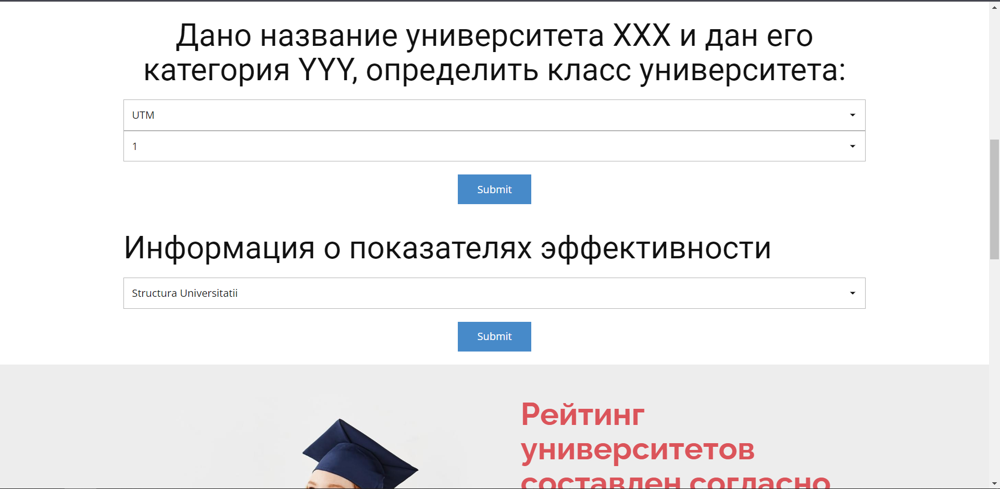 Дано название университета XXX и дан его
категория YYY, определить класс университета:
UTM
1
Submit
Информация о показателях эффективности
Structura Universitatii
Submit
Рейтинг
университетов
составлен согласно